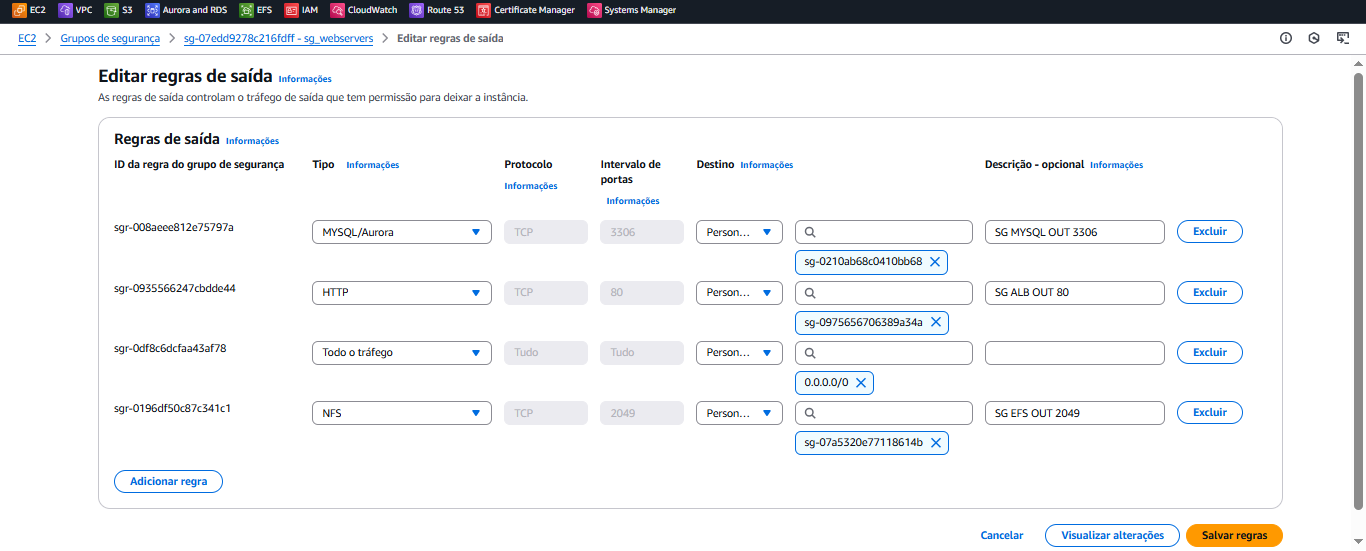 EC2 VPC S3 Aurora and RDS EFS IAM CloudWatch Route 53 Certificate Manager Systems Manager
EC2 > Grupos de segurança > sg-07edd9278c216fdff - sg_webservers > Editar regras de saída
Editar regras de saída Informações
As regras de saída controlam o tráfego de saída que tem permissão para deixar a instância.
Regras de saída Informações
ID da regra do grupo de segurança Tipo Informações Protocolo Informações Intervalo de portas Informações Destino Informações Descrição - opcional Informações
sgr-008aeee812e75797a MYSQL/Aurora TCP 3306 Person... SG MYSQL OUT 3306 Excluir
sg-0210ab68c0410bb68
sgr-0935566247cbdde44 HTTP TCP 80 Person... SG ALB OUT 80 Excluir
sg-0975656706389a34a
sgr-0df8c6dcfaa43af78 Todo o tráfego Tudo Tudo Person... Excluir
0.0.0.0/0
sgr-0196df50c87c341c1 NFS TCP 2049 Person... SG EFS OUT 2049 Excluir
sg-07a5320e77118614b
Adicionar regra
Cancelar Visualizar alterações Salvar regras